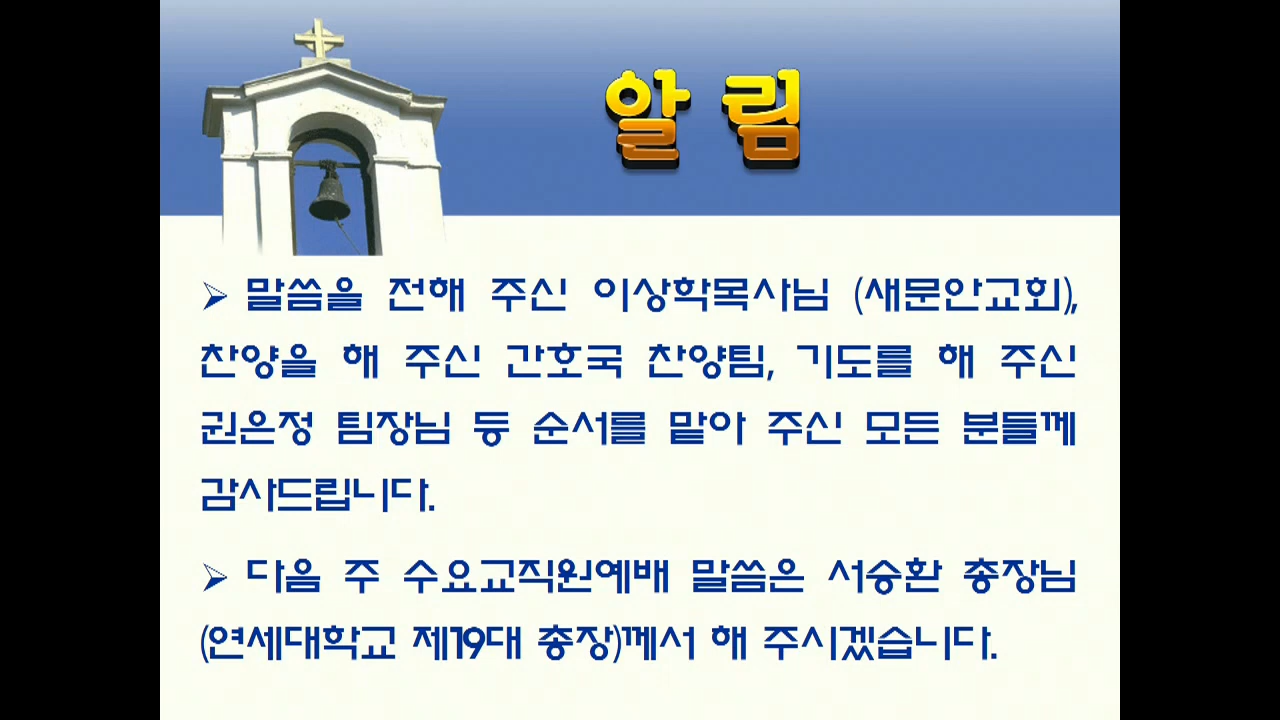 알 림
➢ 말씀을 전해 주신 이상학목사님 (새문안교회),
찬양을 해 주신 간호국 찬양팀, 기도를 해 주신
권은정 팀장님 등 순서를 맡아 주신 모든 분들께
감사드립니다.
➢ 다음 주 수요교직원예배 말씀은 서승환 총장님
(연세대학교 제19대 총장)께서 해 주시겠습니다.